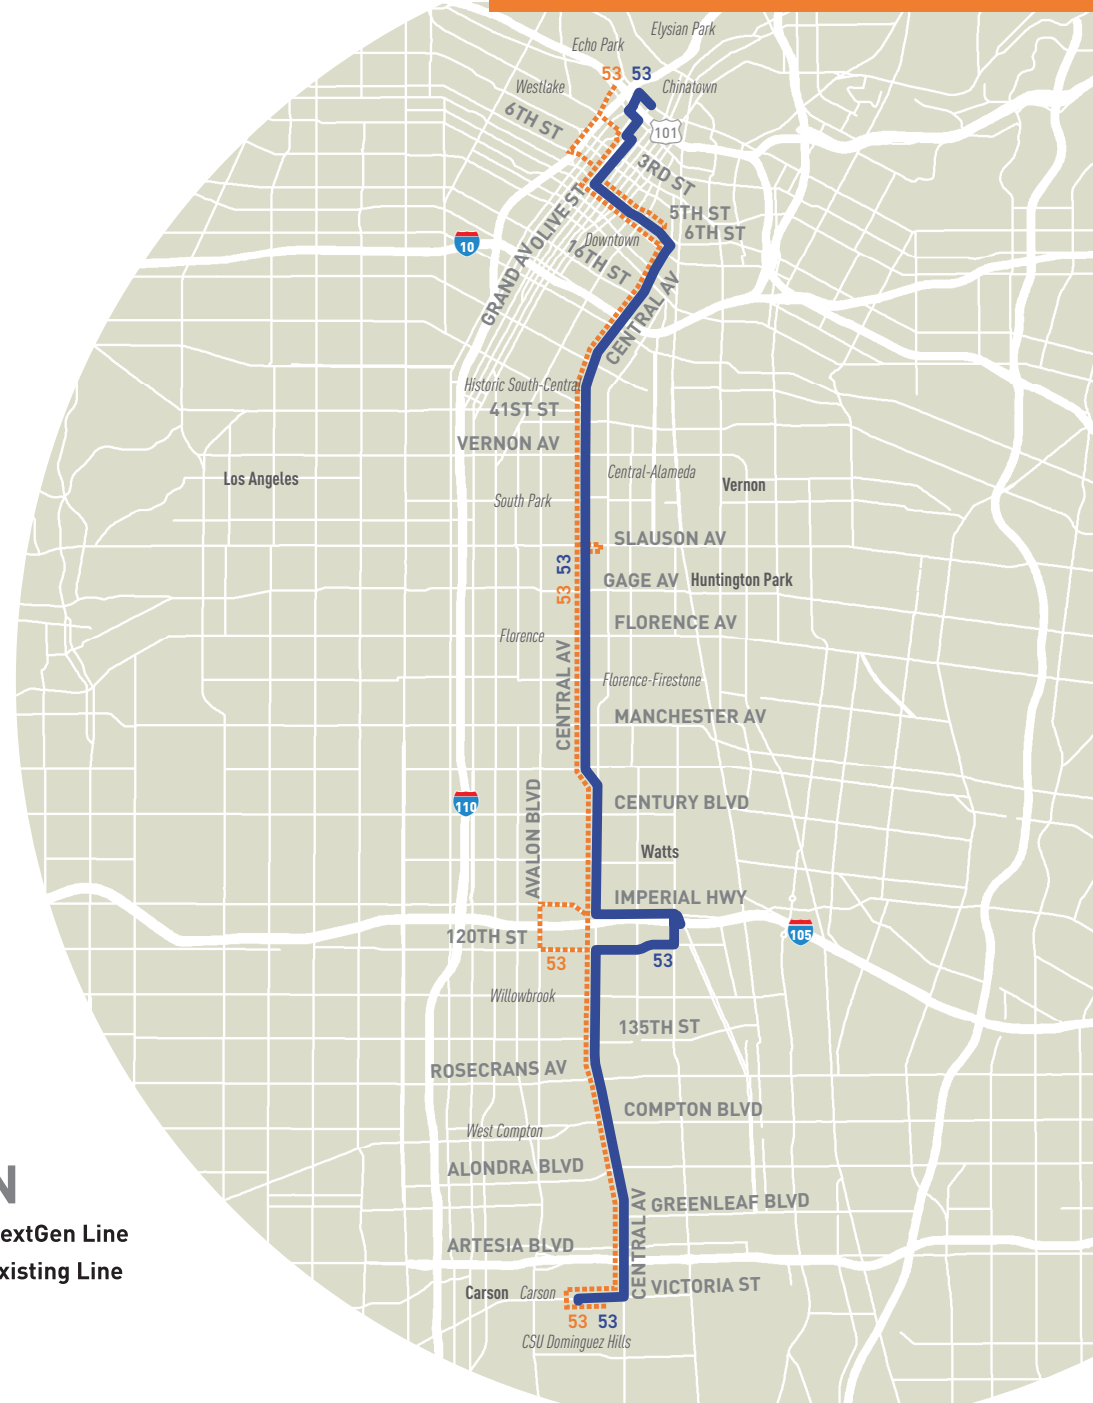 Elysian Park
Echo Park
53 53
Westlake
Chinatown
6TH ST
101
3RD ST
5TH ST
6TH ST
OLIVE ST
Downtown
10
16TH ST
GRAND AV
CENTRAL AV
Historic South-Central
41ST ST
VERNON AV
Central-Alameda
Los Angeles
Vernon
South Park
SLAUSON AV
53
53
GAGE AV Huntington Park
FLORENCE AV
Florence
CENTRAL AV
Florence-Firestone
MANCHESTER AV
AVALON BLVD
110
CENTURY BLVD
Watts
IMPERIAL HWY
120TH ST
105
53
53
Willowbrook
135TH ST
ROSECRANS AV
COMPTON BLVD
West Compton
ALONDRA BLVD
N
CENTRAL AV
GREENLEAF BLVD
extGen Line
ARTESIA BLVD
xisting Line
VICTORIA ST
Carson Carson
53 53
CSU Dominguez Hills